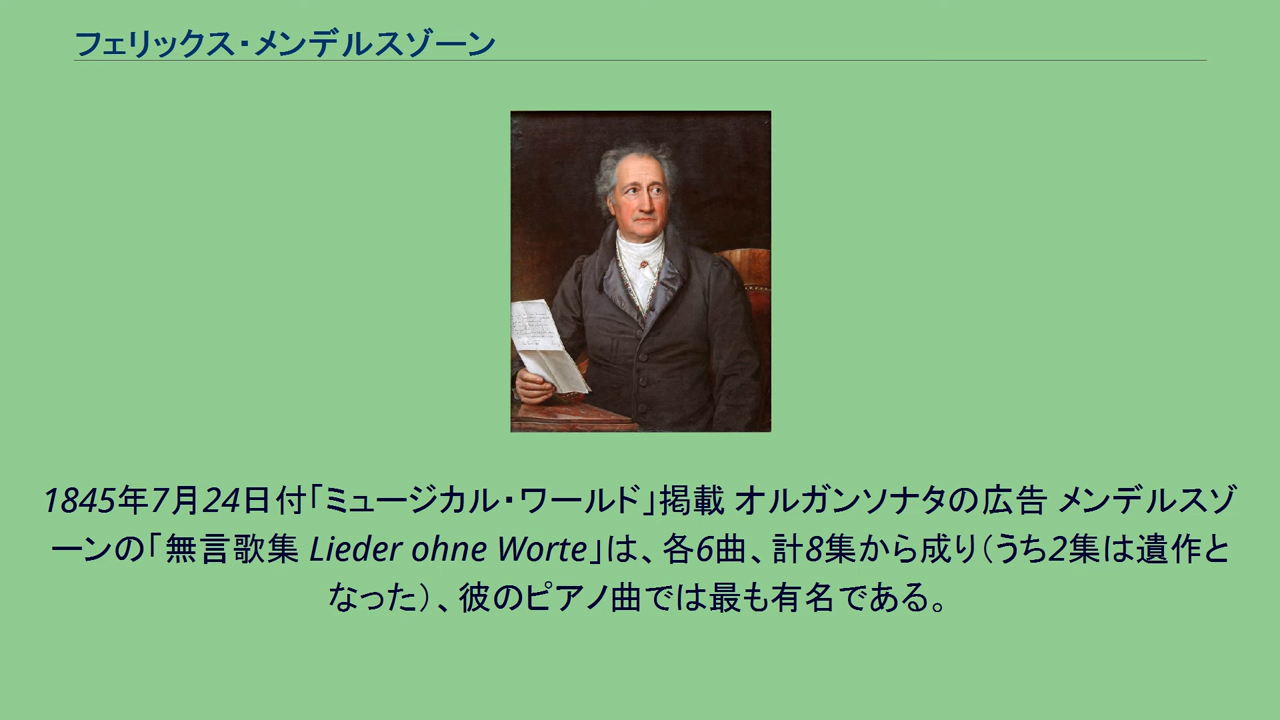 フェリックス・メンデルスゾーン
1845年7月24日付「ミュージカル・ワールド」掲載 オルガンソナタの広告 メンデルスゾ
ーンの「無言歌集 Lieder ohne Worte」は、各6曲、計8集から成り（うち2集は遺作と
なった）、彼のピアノ曲では最も有名である。